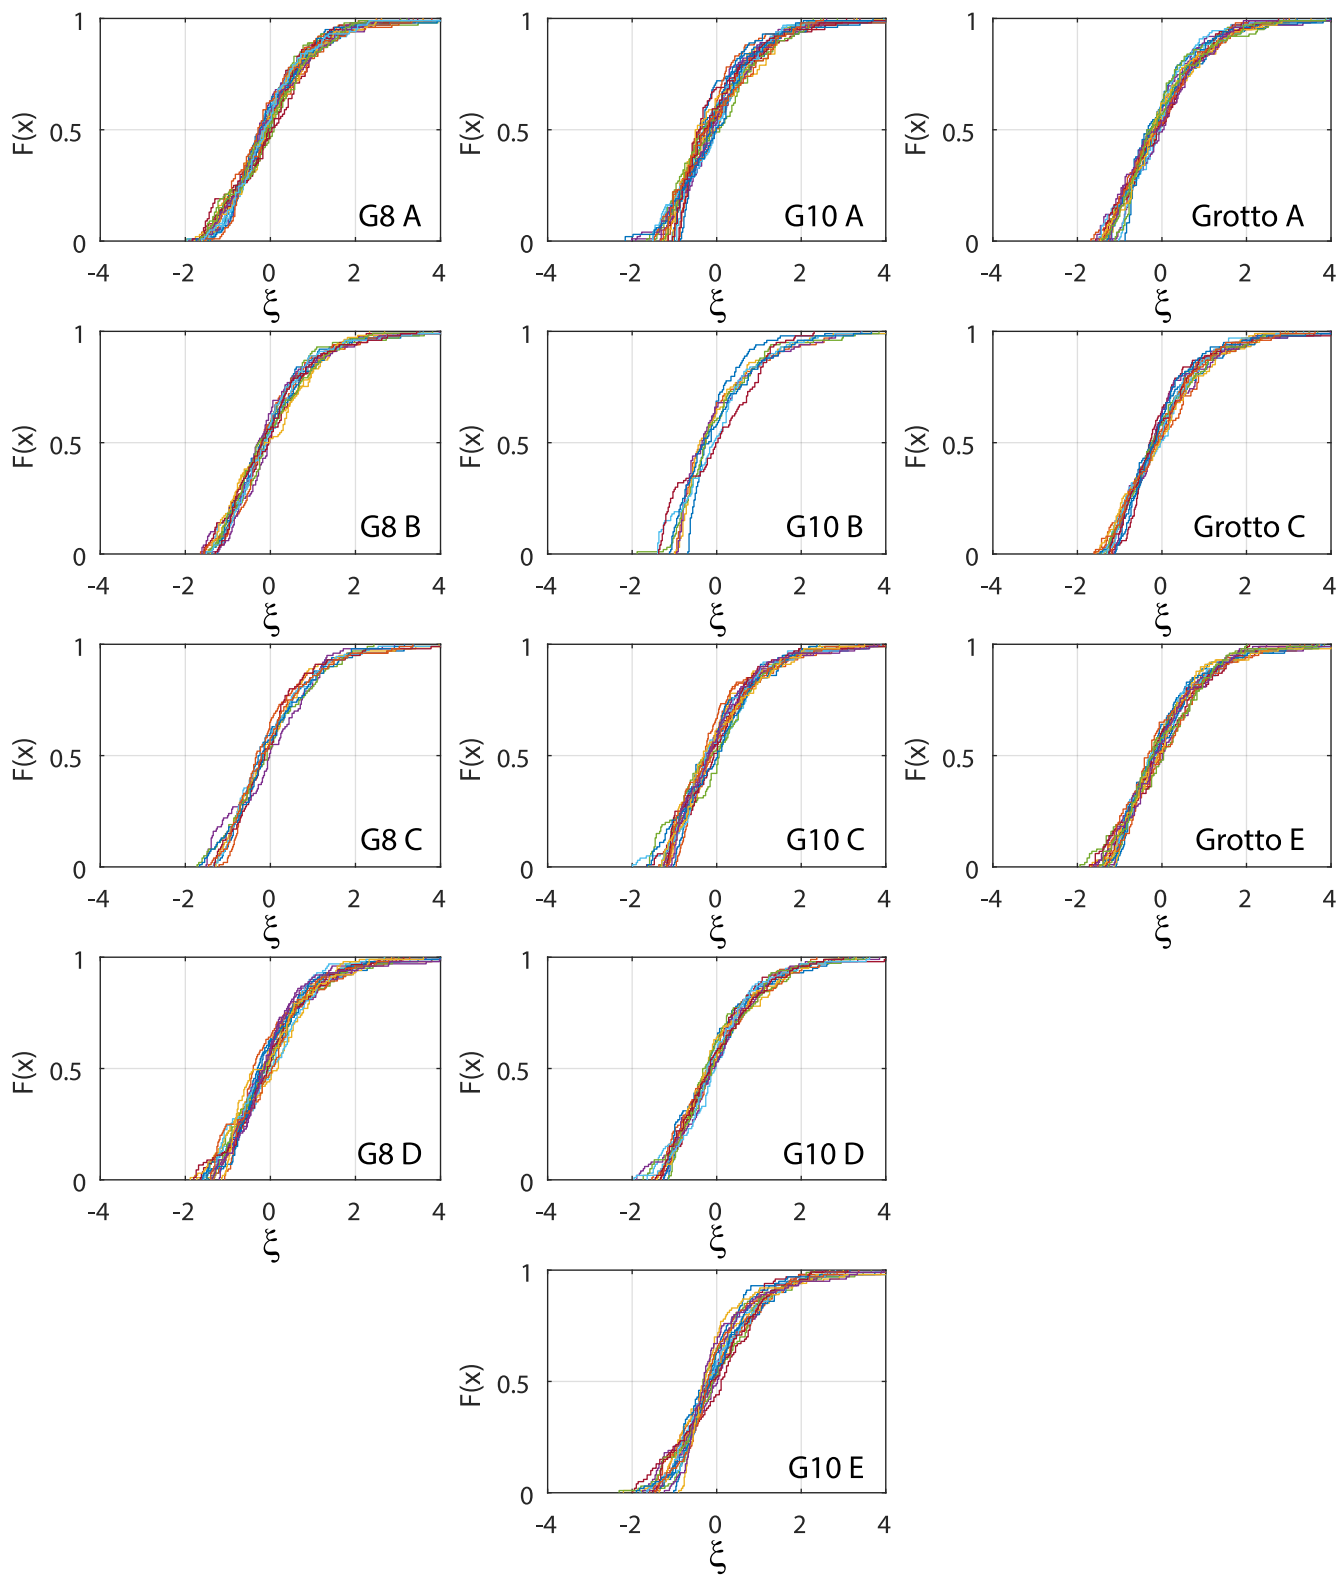 1
0.5
0
F(x)
G8 A
-4 -2 0 2 4
ξ
1
0.5
0
F(x)
G10 A
-4 -2 0 2 4
ξ
1
0.5
0
F(x)
Grotto A
-4 -2 0 2 4
ξ
1
0.5
0
F(x)
G8 B
-4 -2 0 2 4
ξ
1
0.5
0
F(x)
G10 B
-4 -2 0 2 4
ξ
1
0.5
0
F(x)
Grotto C
-4 -2 0 2 4
ξ
1
0.5
0
F(x)
G8 C
-4 -2 0 2 4
ξ
1
0.5
0
F(x)
G10 C
-4 -2 0 2 4
ξ
1
0.5
0
F(x)
Grotto E
-4 -2 0 2 4
ξ
1
0.5
0
F(x)
G8 D
-4 -2 0 2 4
ξ
1
0.5
0
F(x)
G10 D
-4 -2 0 2 4
ξ
1
0.5
0
F(x)
G10 E
-4 -2 0 2 4
ξ